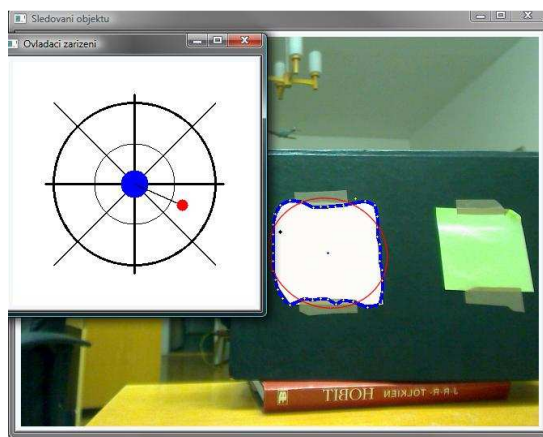 Sledovani objektu
Ovladaci zarizeni
J·R·R· TOLKIEN HOBIT